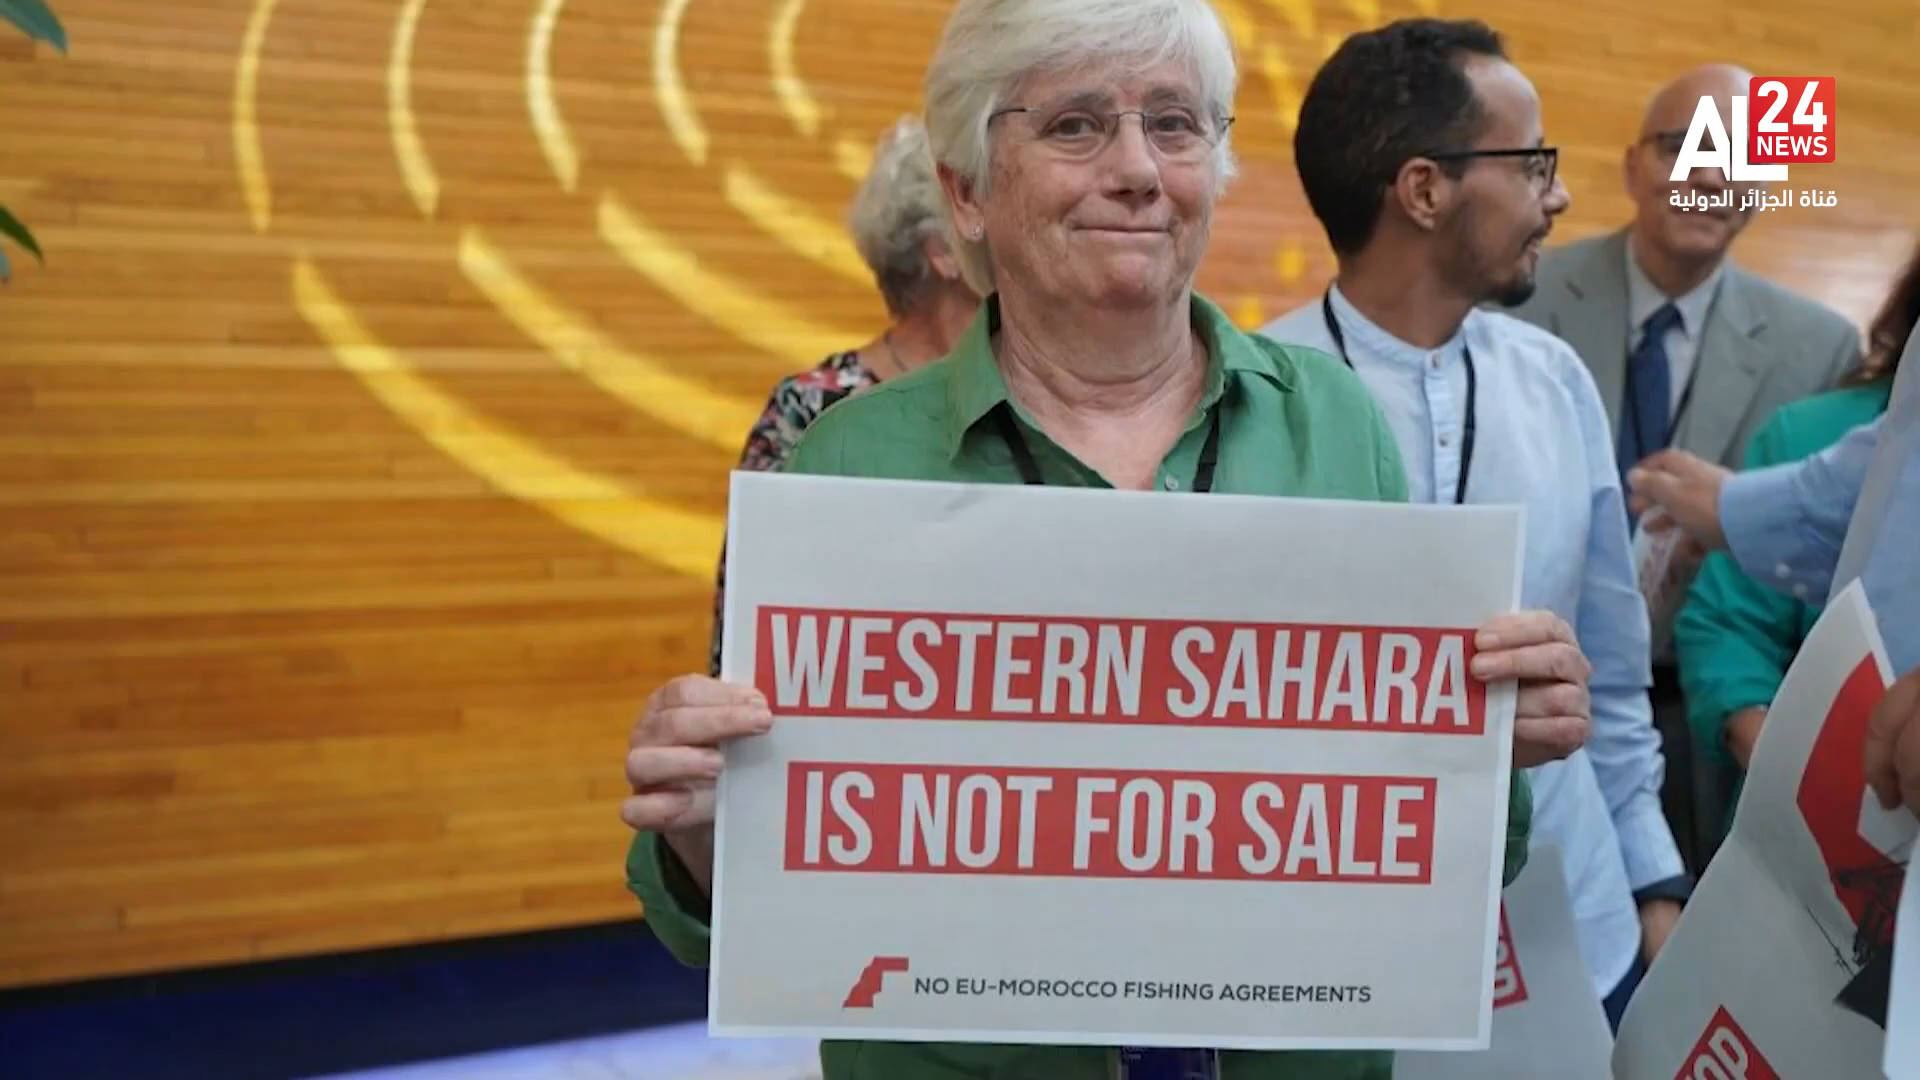 AL 24
NEWS
قناة الجزائر الدولية
WESTERN SAHARA
IS NOT FOR SALE
NO EU-MOROCCO FISHING AGREEMENTS